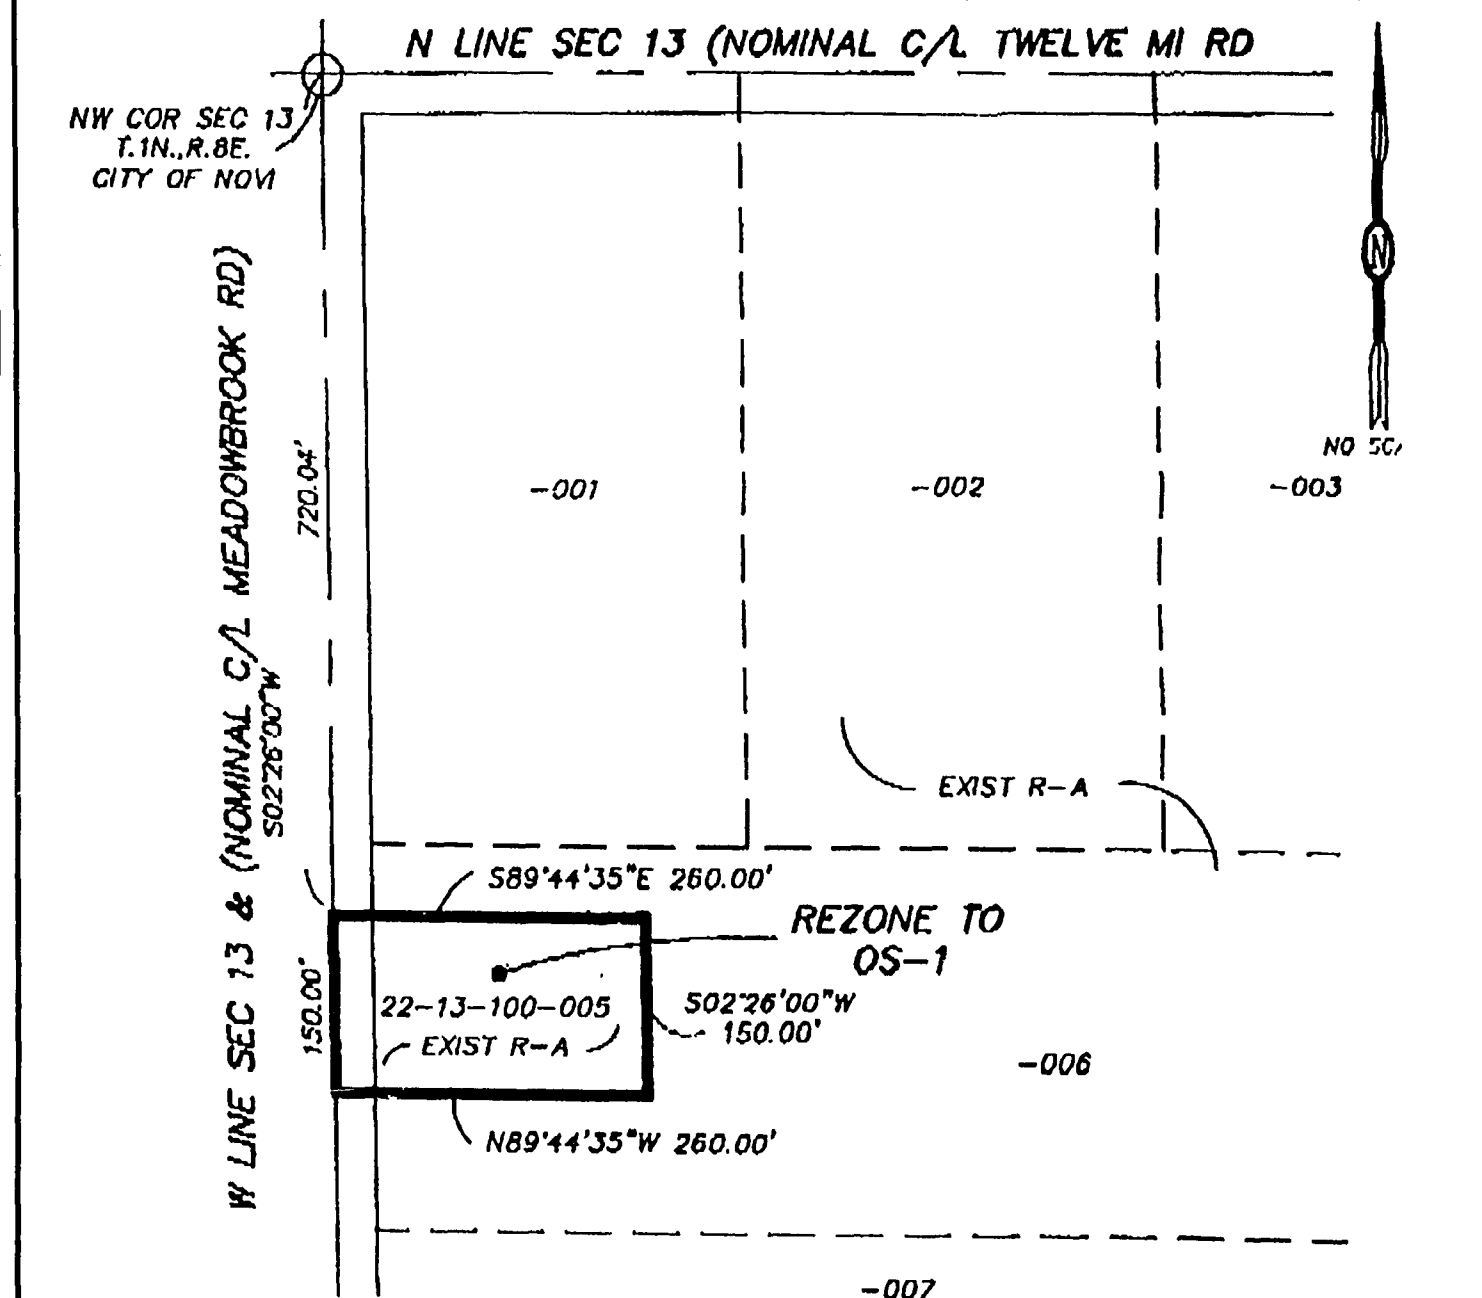 N LINE SEC 13 (NOMINAL C/L TWELVE MI RD
NW COR SEC 13
T.1N.,R.8E.
CITY OF NOVI
N
NO SC
W LINE SEC 13 & (NOMINAL C/L MEADOWBROOK RD)
720.04'
S02°26'00"W
-001
-002
-003
EXIST R-A
S89°44'35"E 260.00'
REZONE TO
OS-1
150.00'
22-13-100-005
EXIST R-A
S02°26'00"W
150.00'
-006
N89°44'35"W 260.00'
-007